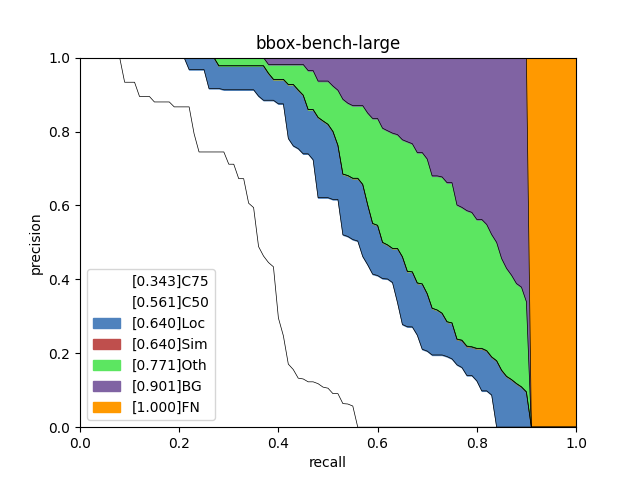 bbox-bench-large
precision
1.0
0.8
0.6
0.4
0.2
0.0
[0.343]C75
[0.561]C50
[0.640]Loc
[0.640]Sim
[0.771]Oth
[0.901]BG
[1.000]FN
0.0 0.2 0.4 0.6 0.8 1.0
recall